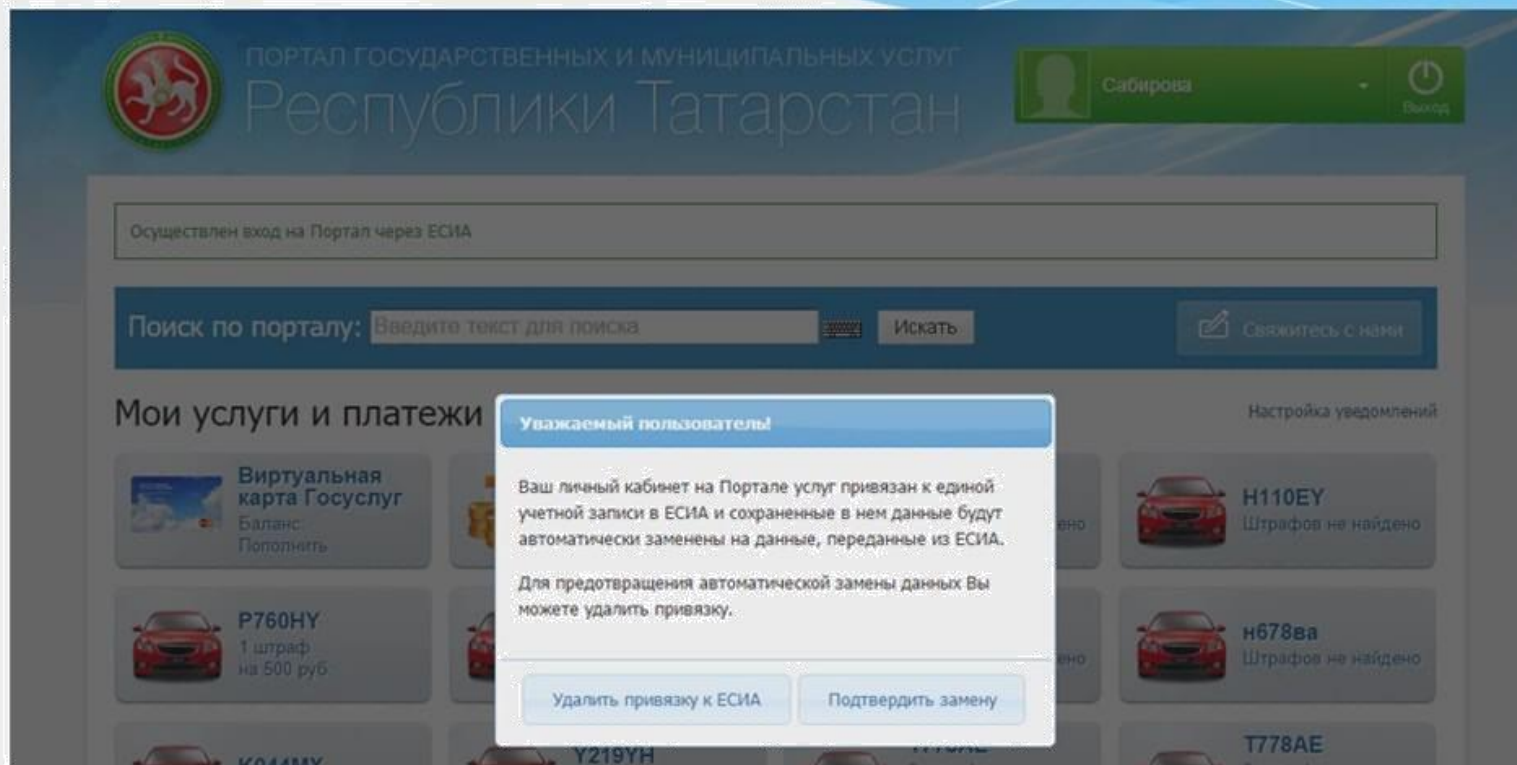 ПОРТАЛ ГОСУДАРСТВЕННЫХ И МУНИЦИПАЛЬНЫХ УСЛУГ
Республики Татарстан
Сабирова
Выход
Осуществлен вход на Портал через ЕСИА
Поиск по порталу: Введите текст для поиска Искать
Свяжитесь с нами
Мои услуги и платежи
Настройка уведомлений
Виртуальная
карта Госуслуг
Баланс:
Пополнить
ено
H110EY
Штрафов не найдено
Уважаемый пользователь!
Ваш личный кабинет на Портале услуг привязан к единой
учетной записи в ЕСИА и сохраненные в нем данные будут
автоматически заменены на данные, переданные из ЕСИА.
Для предотвращения автоматической замены данных Вы
можете удалить привязку.
Удалить привязку к ЕСИА
Подтвердить замену
P760HY
1 штраф
на 500 руб
ено
н678ва
Штрафов не найдено
Y219YH
T778AE